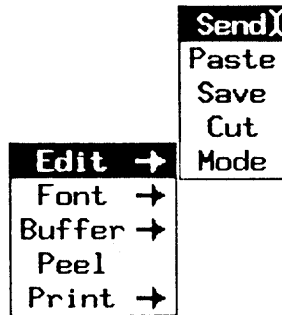 Send
Paste
Save
Cut
Mode
Edit →
Font →
Buffer →
Peel
Print →